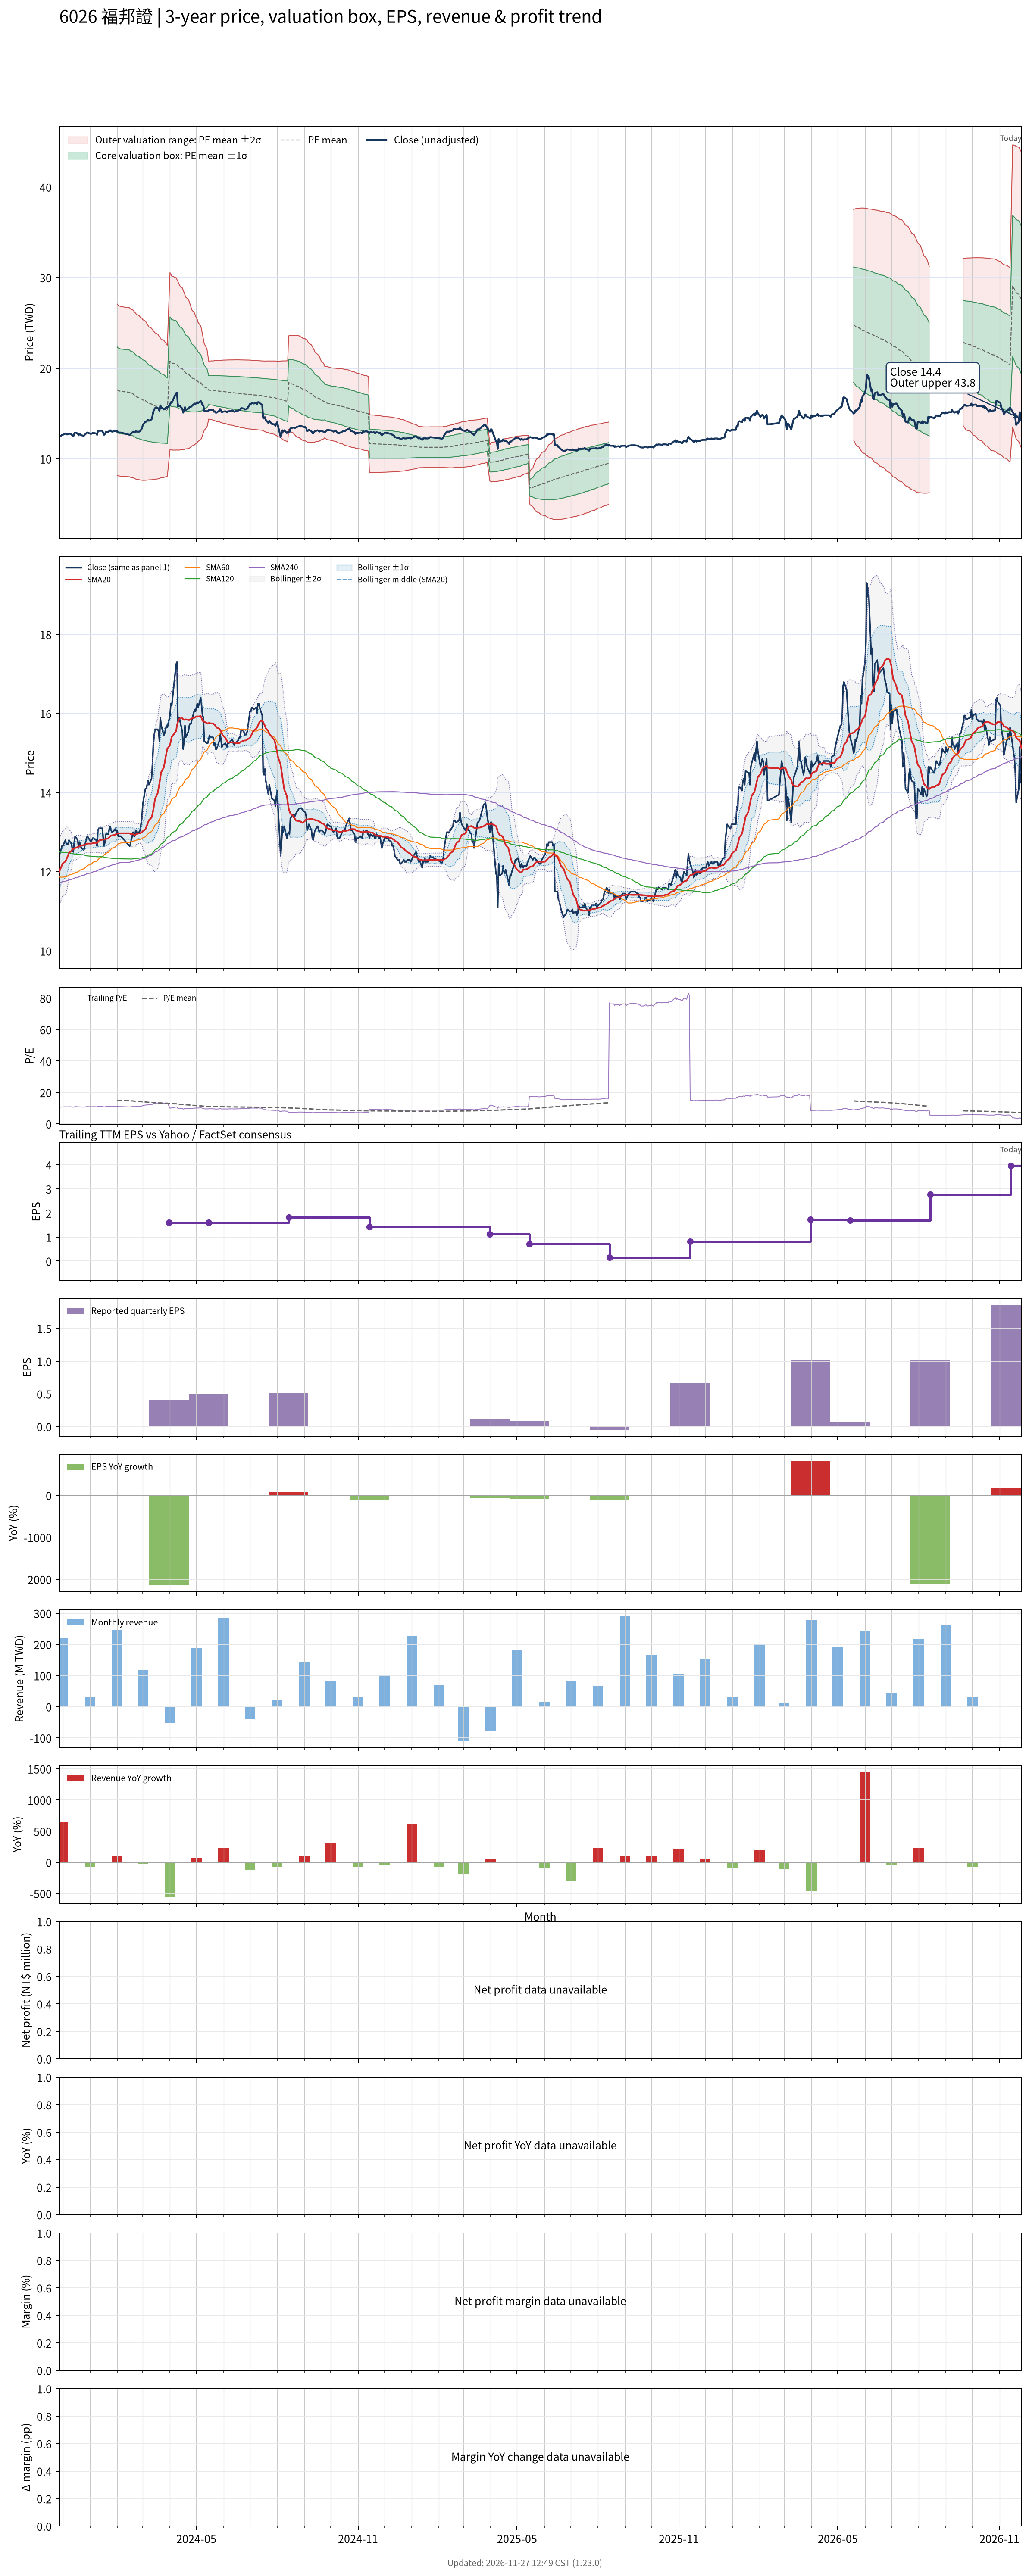 6026 福邦證 | 3-year price, valuation box, EPS, revenue & profit trend
Outer valuation range: PE mean ±2σ
PE mean
Close (unadjusted)
Core valuation box: PE mean ±1σ
Today
40
30
20
10
Price (TWD)
Close 14.4
Outer upper 43.8
Close (same as panel 1)
SMA60
SMA240
Bollinger ±1σ
SMA20
SMA120
Bollinger ±2σ
Bollinger middle (SMA20)
18
16
14
12
10
Price
Trailing P/E
P/E mean
80
60
40
20
0
P/E
Trailing TTM EPS vs Yahoo / FactSet consensus
Today
4
3
2
1
0
EPS
Reported quarterly EPS
1.5
1.0
0.5
0.0
EPS
EPS YoY growth
0
-1000
-2000
YoY (%)
Monthly revenue
300
200
100
0
-100
Revenue (M TWD)
Revenue YoY growth
1500
1000
500
0
-500
YoY (%)
Month
1.0
0.8
0.6
0.4
0.2
0.0
Net profit (NT$ million)
Net profit data unavailable
1.0
0.8
0.6
0.4
0.2
0.0
YoY (%)
Net profit YoY data unavailable
1.0
0.8
0.6
0.4
0.2
0.0
Margin (%)
Net profit margin data unavailable
1.0
0.8
0.6
0.4
0.2
0.0
Δ margin (pp)
Margin YoY change data unavailable
2024-05
2024-11
2025-05
2025-11
2026-05
2026-11
Updated: 2026-11-27 12:49 CST (1.23.0)